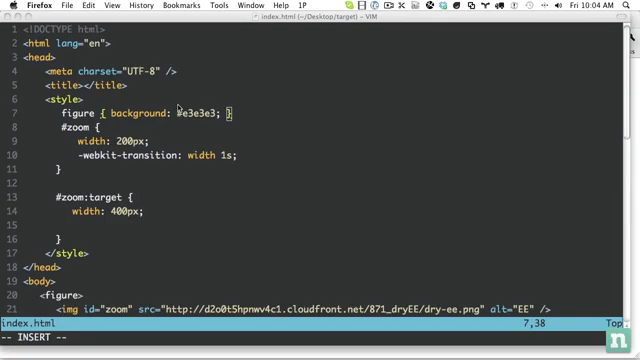 Firefox File Edit View History Bookmarks Tools Window 1P Fri 10:04 AM
index.html (~/Desktop/target) - VIM
1 <!DOCTYPE html>
2 <html lang="en">
3 <head>
4 <meta charset="UTF-8" />
5 <title></title>
6 <style>
7 figure { background: #e3e3e3; }
8 #zoom {
9 width: 200px;
10 -webkit-transition: width 1s;
11 }
12
13 #zoom:target {
14 width: 400px;
15
16 }
17 </style>
18 </head>
19 <body>
20 <figure>
21 <img id="zoom" src="http://d2o0t5hpnwv4c1.cloudfront.net/871_dryEE/dry-ee.png" alt="EE" />
index.html 7,38 Top
-- INSERT -- n